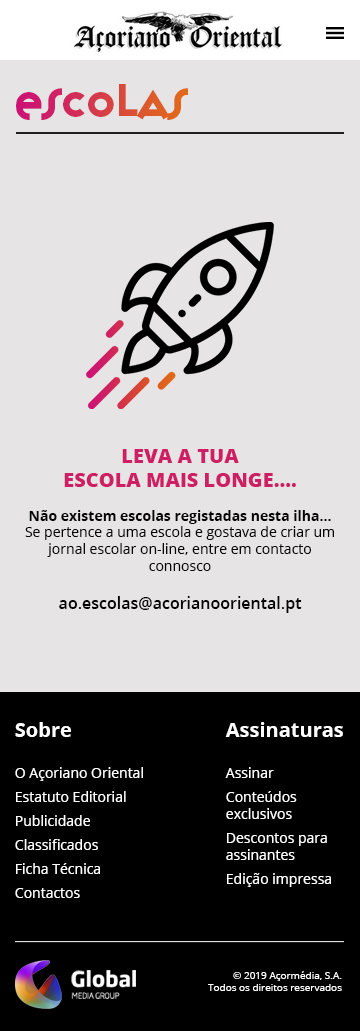 Açoriano Oriental
escolas
LEVA A TUA
ESCOLA MAIS LONGE....
Não existem escolas registadas nesta ilha...
Se pertence a uma escola e gostava de criar um
jornal escolar on-line, entre em contacto
connosco
ao.escolas@acorianooriental.pt
Sobre
O Açoriano Oriental
Estatuto Editorial
Publicidade
Classificados
Ficha Técnica
Contactos
Assinaturas
Assinar
Conteúdos
exclusivos
Descontos para
assinantes
Edição impressa
Global
MEDIA GROUP
© 2019 Açormédia, S.A.
Todos os direitos reservados